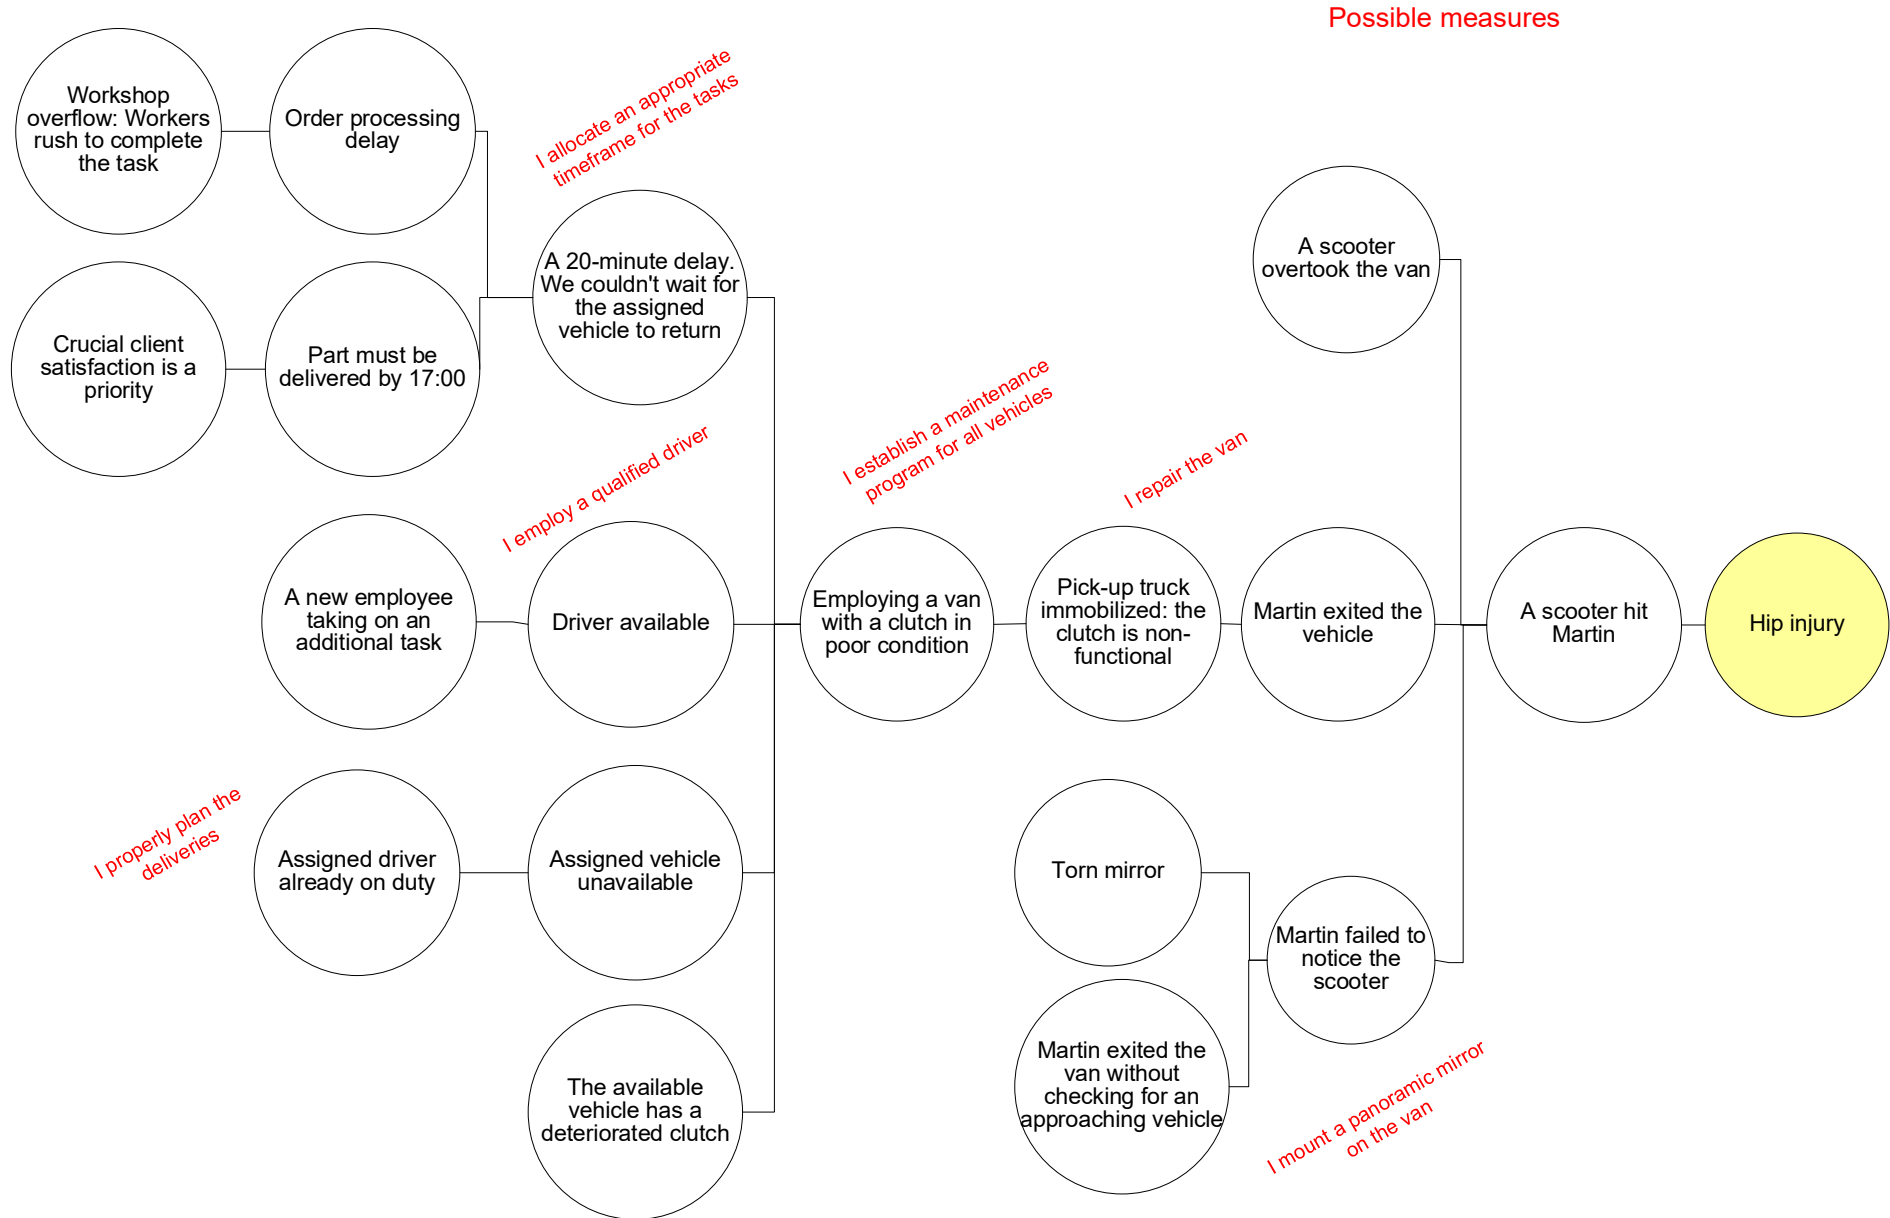 Possible measures
Workshop
overflow: Workers
rush to complete
the task
Order processing
delay
I allocate an appropriate
timeframe for the tasks
A scooter
overtook the van
A 20-minute delay.
We couldn't wait for
the assigned
vehicle to return
Crucial client
satisfaction is a
priority
Part must be
delivered by 17:00
I establish a maintenance
program for all vehicles
I repair the van
I employ a qualified driver
A new employee
taking on an
additional task
Driver available
Employing a van
with a clutch in
poor condition
Pick-up truck
immobilized: the
clutch is non-
functional
Martin exited the
vehicle
A scooter hit
Martin
Hip injury
I properly plan the
deliveries
Assigned driver
already on duty
Assigned vehicle
unavailable
Torn mirror
Martin failed to
notice the
scooter
Martin exited the
van without
checking for an
approaching vehicle
The available
vehicle has a
deteriorated clutch
I mount a panoramic mirror
on the van